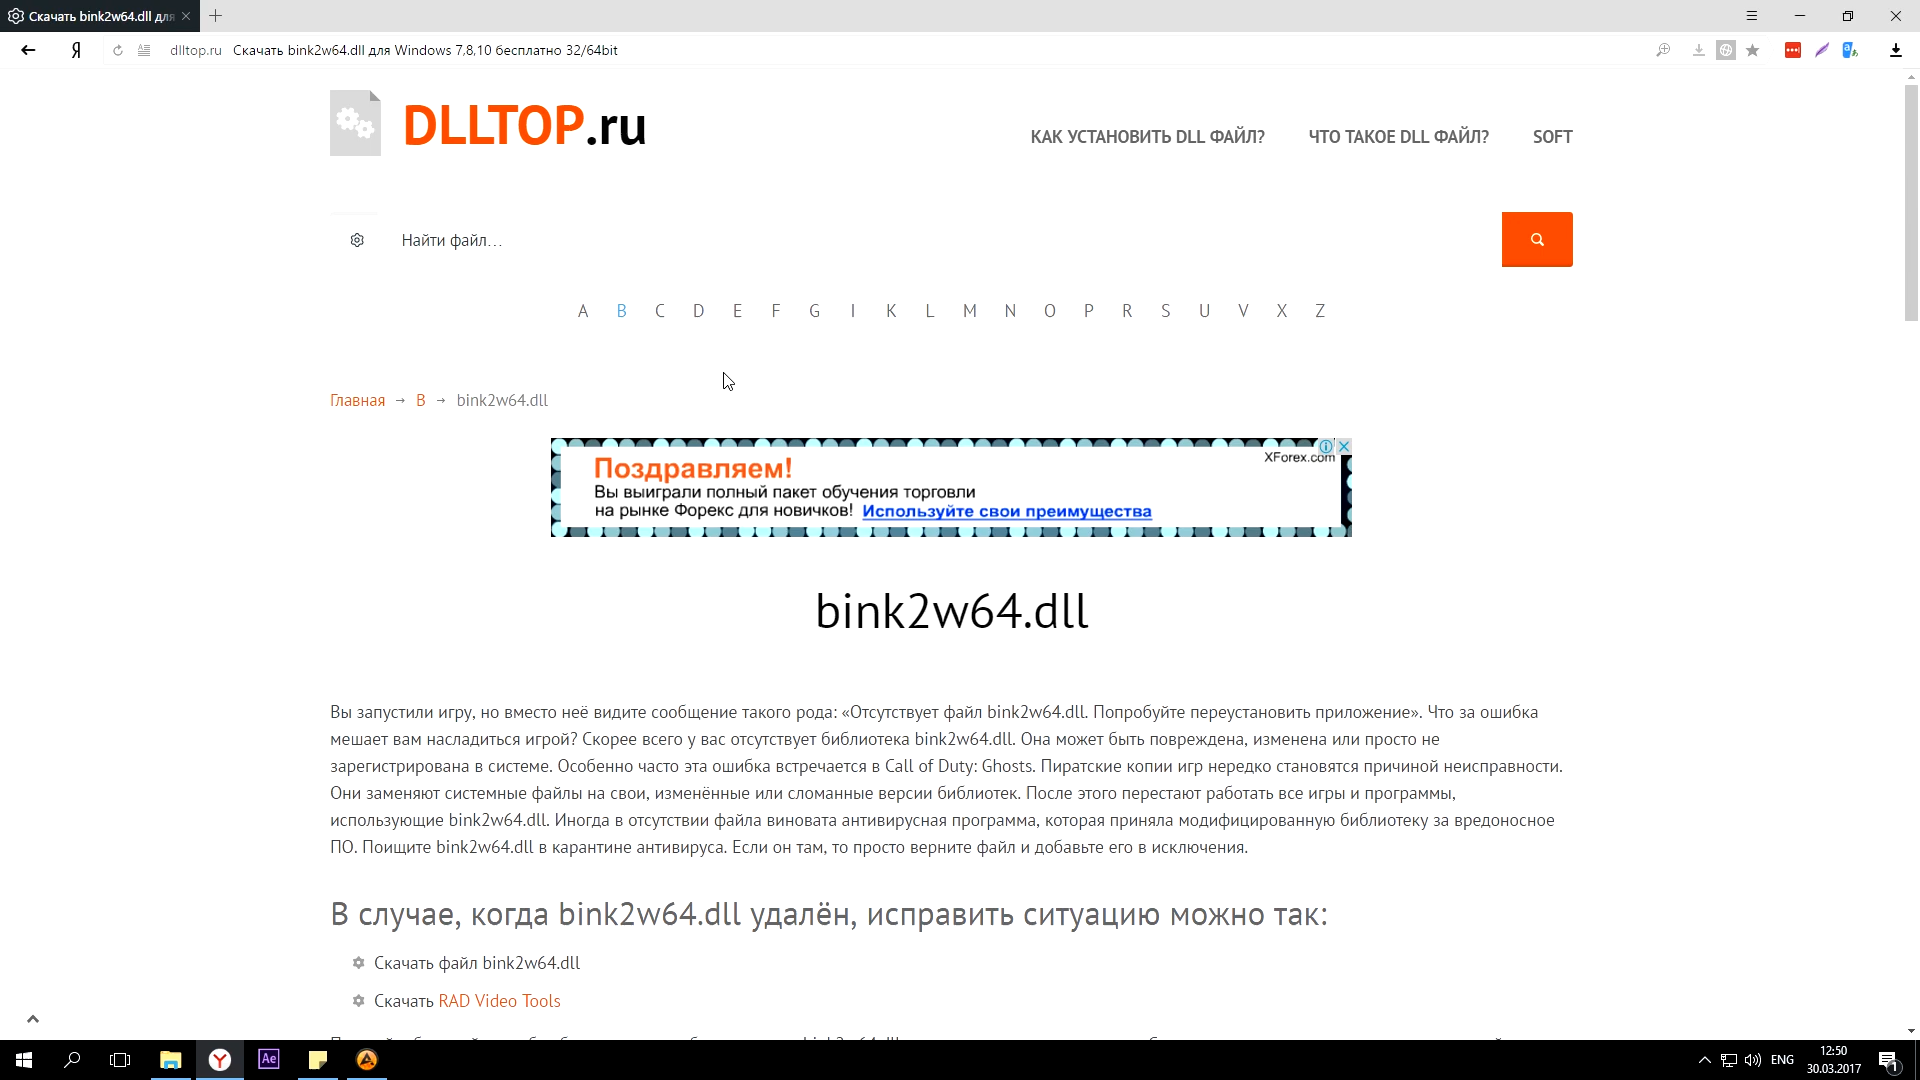 Скачать bink2w64.dll для
dlltop.ru Скачать bink2w64.dll для Windows 7,8,10 бесплатно 32/64bit
DLLTOP.ru
КАК УСТАНОВИТЬ DLL ФАЙЛ? ЧТО ТАКОЕ DLL ФАЙЛ? SOFT
Найти файл...
A B C D E F G I K L M N O P R S U V X Z
Главная → B → bink2w64.dll
XForex.com
Поздравляем!
Вы выиграли полный пакет обучения торговли
на рынке Форекс для новичков! Используйте свои преимущества
bink2w64.dll
Вы запустили игру, но вместо неё видите сообщение такого рода: «Отсутствует файл bink2w64.dll. Попробуйте переустановить приложение». Что за ошибка
мешает вам насладиться игрой? Скорее всего у вас отсутствует библиотека bink2w64.dll. Она может быть повреждена, изменена или просто не
зарегистрирована в системе. Особенно часто эта ошибка встречается в Call of Duty: Ghosts. Пиратские копии игр нередко становятся причиной неисправности.
Они заменяют системные файлы на свои, изменённые или сломанные версии библиотек. После этого перестают работать все игры и программы,
использующие bink2w64.dll. Иногда в отсутствии файла виновата антивирусная программа, которая приняла модифицированную библиотеку за вредоносное
ПО. Поищите bink2w64.dll в карантине антивируса. Если он там, то просто верните файл и добавьте его в исключения.
В случае, когда bink2w64.dll удалён, исправить ситуацию можно так:
Скачать файл bink2w64.dll
Скачать RAD Video Tools
Ae
ENG
12:50
30.03.2017
1